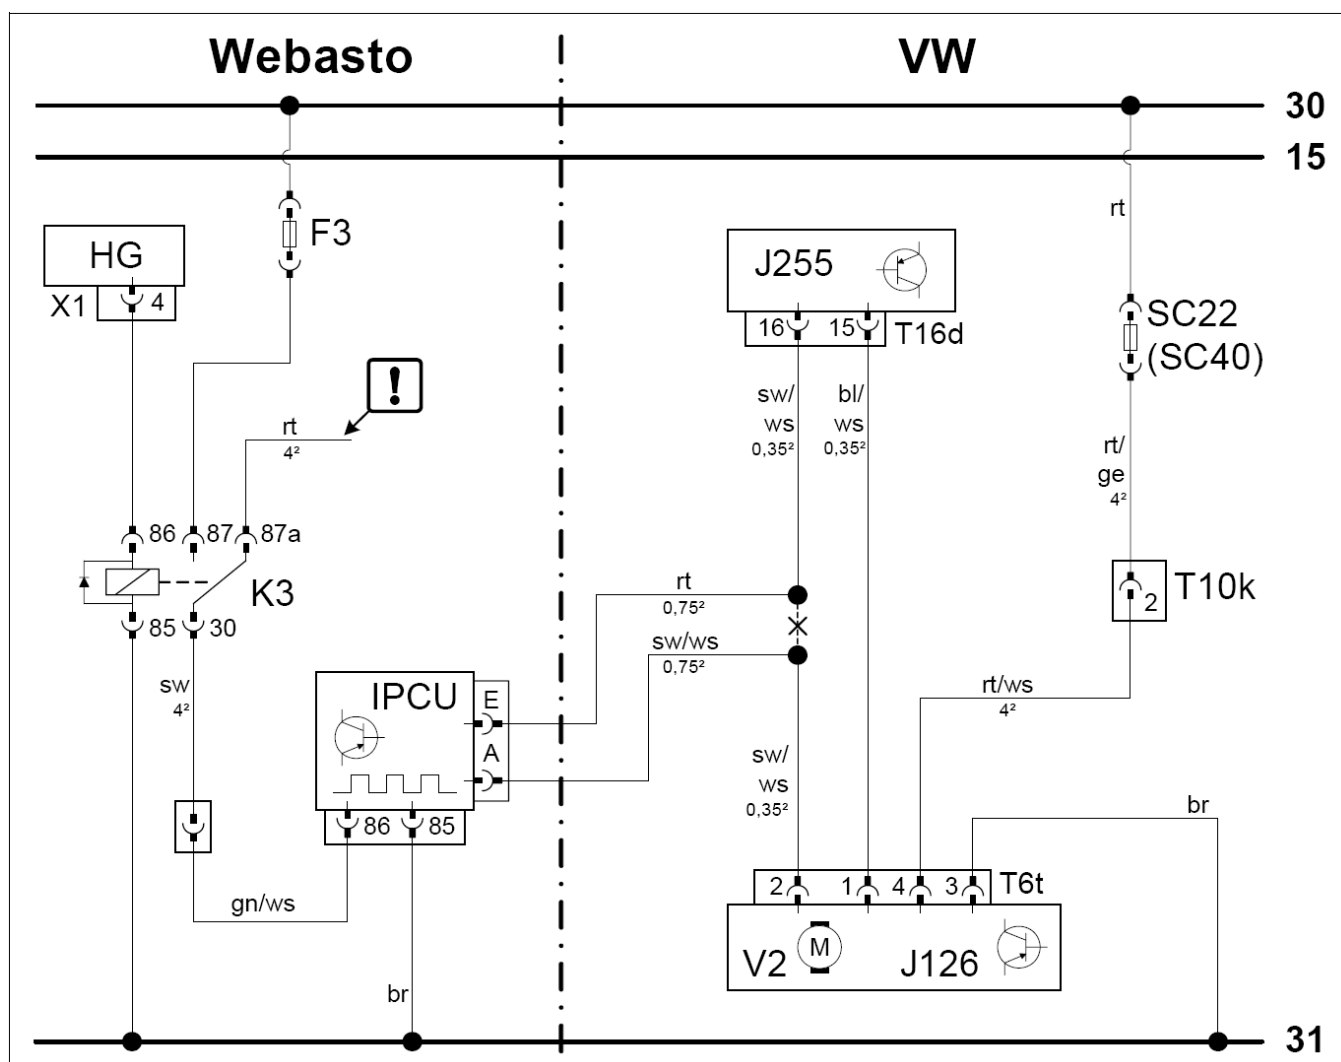 Webasto
VW
30
15
F3
HG
X1
4
!
rt
4²
86
87
87a
K3
85
30
sw
4²
IPCU
E
A
86
85
gn/ws
br
rt
0,75²
sw/ws
0,75²
J255
16
15
T16d
sw/
ws
0,35²
bl/
ws
0,35²
rt
SC22
(SC40)
rt/
ge
4²
T10k
2
rt/ws
4²
sw/
ws
0,35²
br
2
1
4
3
T6t
V2
M
J126
31